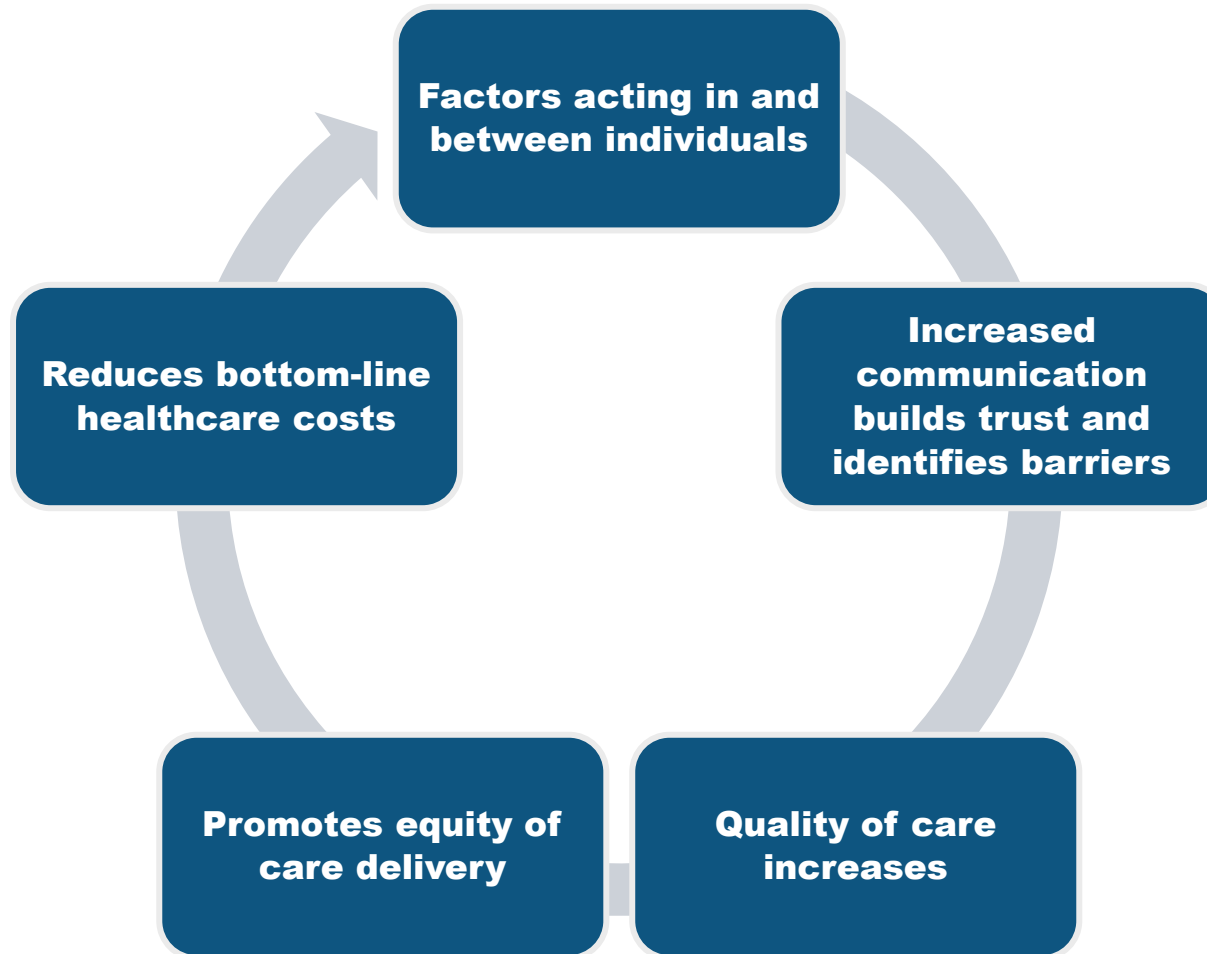 Factors acting in and
between individuals
Increased
communication
builds trust and
identifies barriers
Quality of care
increases
Promotes equity of
care delivery
Reduces bottom-line
healthcare costs